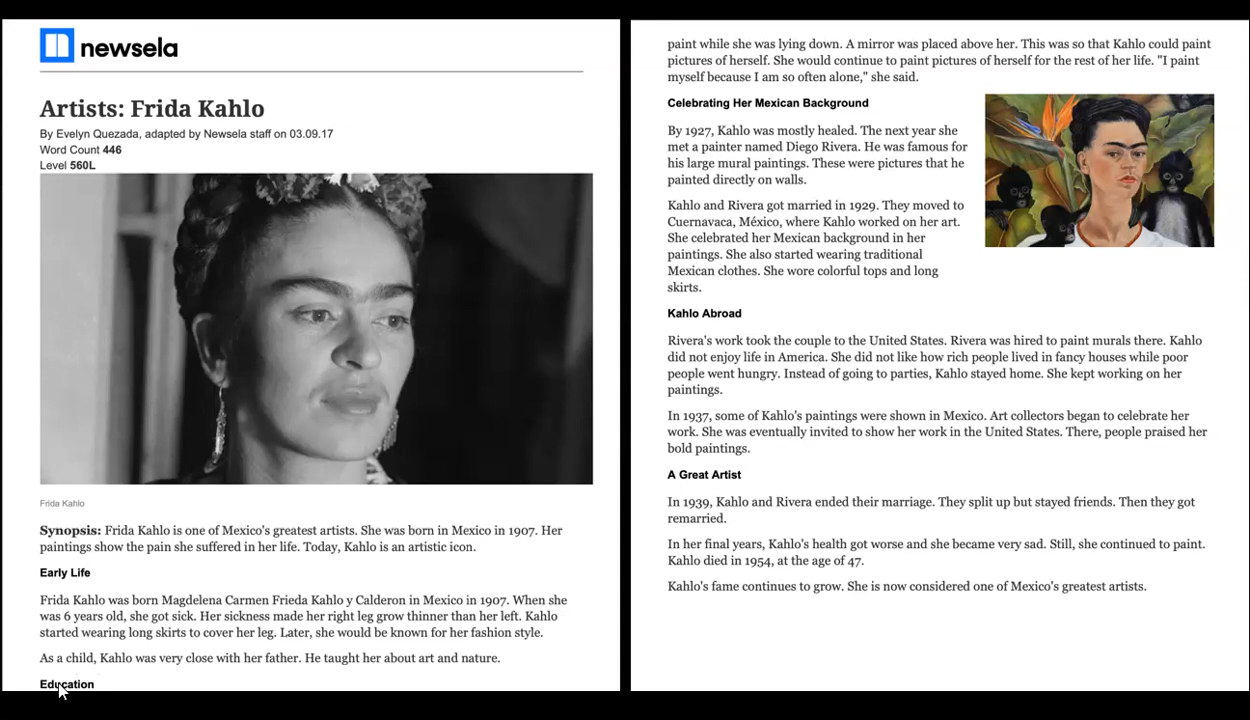 newsela
Artists: Frida Kahlo
By Evelyn Quezada, adapted by Newsela staff on 03.09.17
Word Count 446
Level 560L
Frida Kahlo
Synopsis: Frida Kahlo is one of Mexico's greatest artists. She was born in Mexico in 1907. Her
paintings show the pain she suffered in her life. Today, Kahlo is an artistic icon.
Early Life
Frida Kahlo was born Magdelena Carmen Frieda Kahlo y Calderon in Mexico in 1907. When she
was 6 years old, she got sick. Her sickness made her right leg grow thinner than her left. Kahlo
started wearing long skirts to cover her leg. Later, she would be known for her fashion style.
As a child, Kahlo was very close with her father. He taught her about art and nature.
Education
paint while she was lying down. A mirror was placed above her. This was so that Kahlo could paint
pictures of herself. She would continue to paint pictures of herself for the rest of her life. "I paint
myself because I am so often alone," she said.
Celebrating Her Mexican Background
By 1927, Kahlo was mostly healed. The next year she
met a painter named Diego Rivera. He was famous for
his large mural paintings. These were pictures that he
painted directly on walls.
Kahlo and Rivera got married in 1929. They moved to
Cuernavaca, México, where Kahlo worked on her art.
She celebrated her Mexican background in her
paintings. She also started wearing traditional
Mexican clothes. She wore colorful tops and long
skirts.
Kahlo Abroad
Rivera's work took the couple to the United States. Rivera was hired to paint murals there. Kahlo
did not enjoy life in America. She did not like how rich people lived in fancy houses while poor
people went hungry. Instead of going to parties, Kahlo stayed home. She kept working on her
paintings.
In 1937, some of Kahlo's paintings were shown in Mexico. Art collectors began to celebrate her
work. She was eventually invited to show her work in the United States. There, people praised her
bold paintings.
A Great Artist
In 1939, Kahlo and Rivera ended their marriage. They split up but stayed friends. Then they got
remarried.
In her final years, Kahlo's health got worse and she became very sad. Still, she continued to paint.
Kahlo died in 1954, at the age of 47.
Kahlo's fame continues to grow. She is now considered one of Mexico's greatest artists.